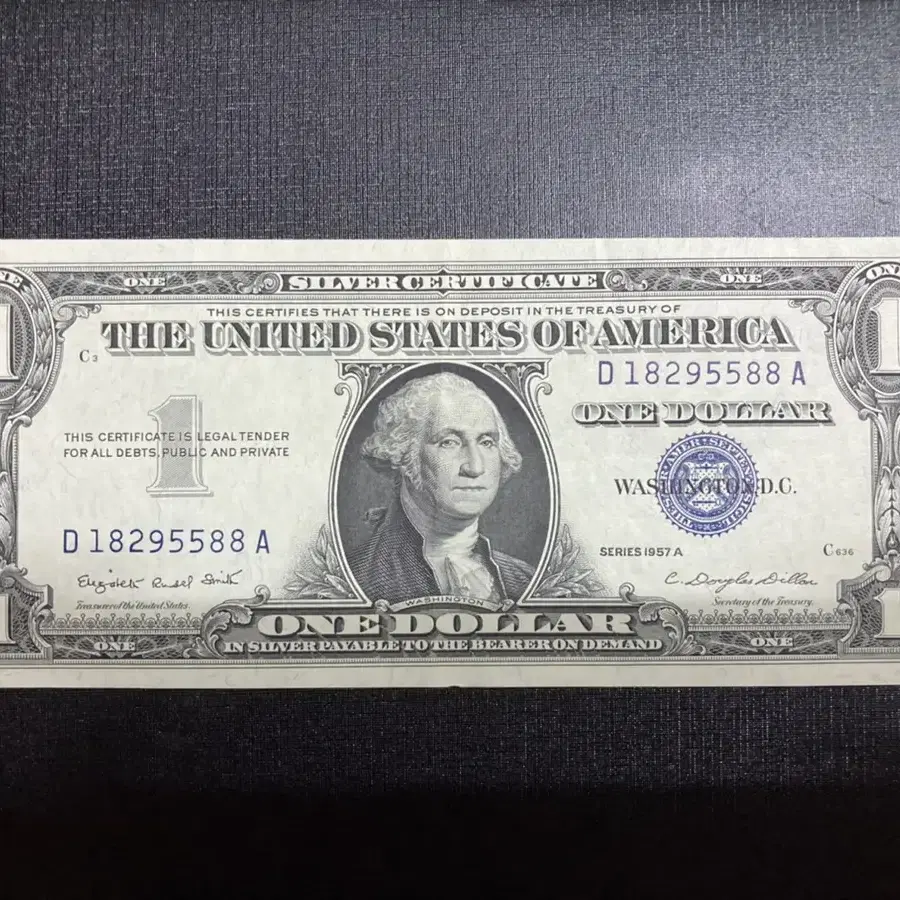 ONE SILVER CERTIFICATE ONE
THIS CERTIFIES THAT THERE IS ON DEPOSIT IN THE TREASURY OF
THE UNITED STATES OF AMERICA
C 3
D 18295588 A
ONE DOLLAR
1
THIS CERTIFICATE IS LEGAL TENDER
FOR ALL DEBTS, PUBLIC AND PRIVATE
WASHINGTON, D.C.
D 18295588 A
SERIES 1957 A
C 636
Elizabeth Rudel Smith
C. Douglas Dillon
Treasurer of the United States.
Secretary of the Treasury.
WASHINGTON
ONE DOLLAR
IN SILVER PAYABLE TO THE BEARER ON DEMAND
ONE
ONE